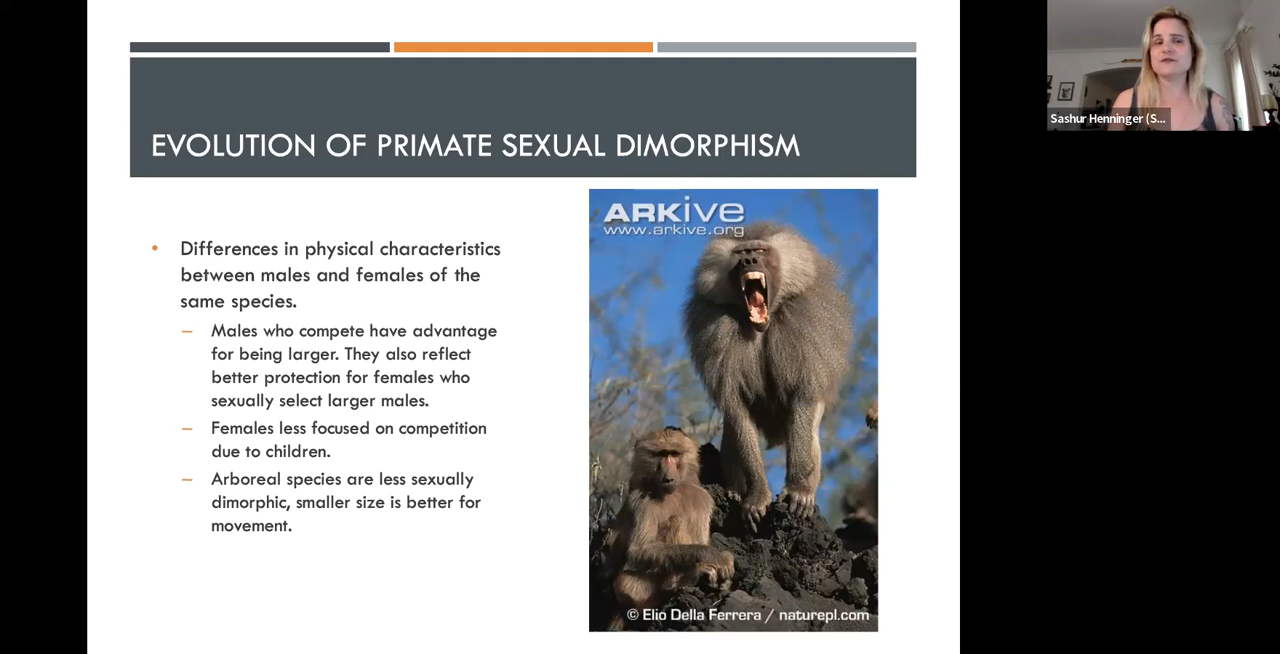 EVOLUTION OF PRIMATE SEXUAL DIMORPHISM
• Differences in physical characteristics
between males and females of the
same species.
– Males who compete have advantage
for being larger. They also reflect
better protection for females who
sexually select larger males.
– Females less focused on competition
due to children.
– Arboreal species are less sexually
dimorphic, smaller size is better for
movement.
ARKive
www.arkive.org
© Elio Della Ferrera / naturepl.com
Sashur Henninger (S...